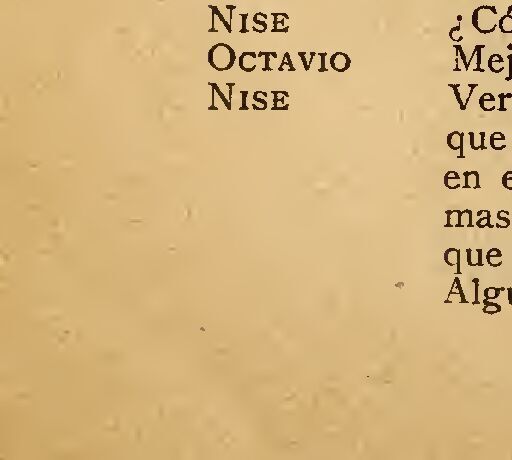 Nise ¿Có
Octavio Mej
Nise Ver
que
en e
mas
que
Algu